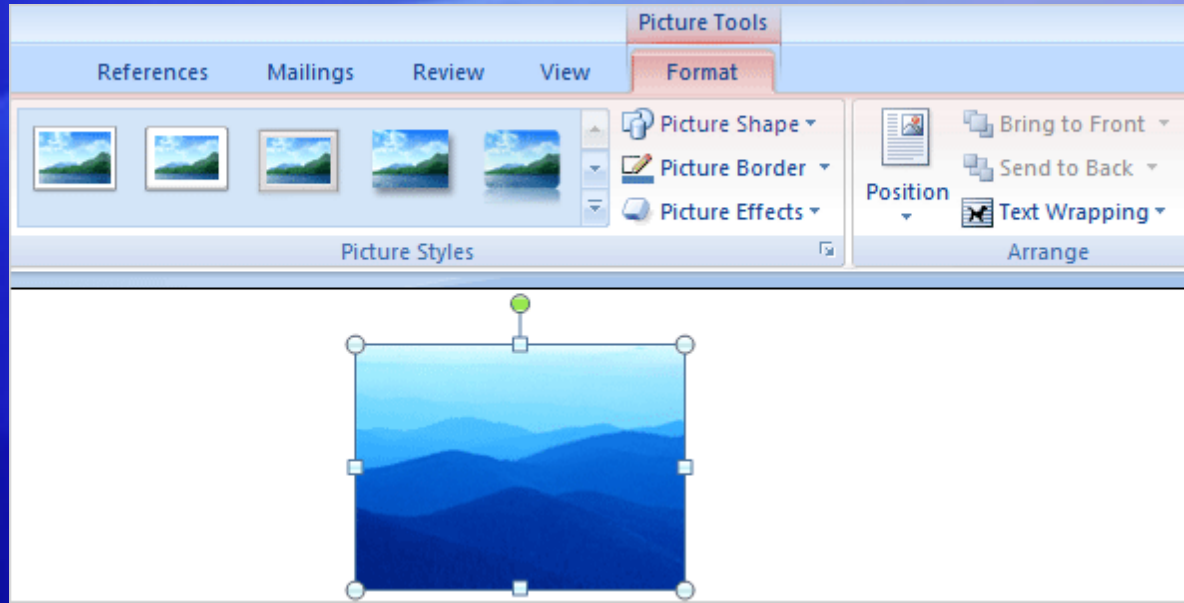 Picture Tools
References Mailings Review View Format
Picture Shape
Picture Border
Picture Effects
Picture Styles
Position
Bring to Front
Send to Back
Text Wrapping
Arrange